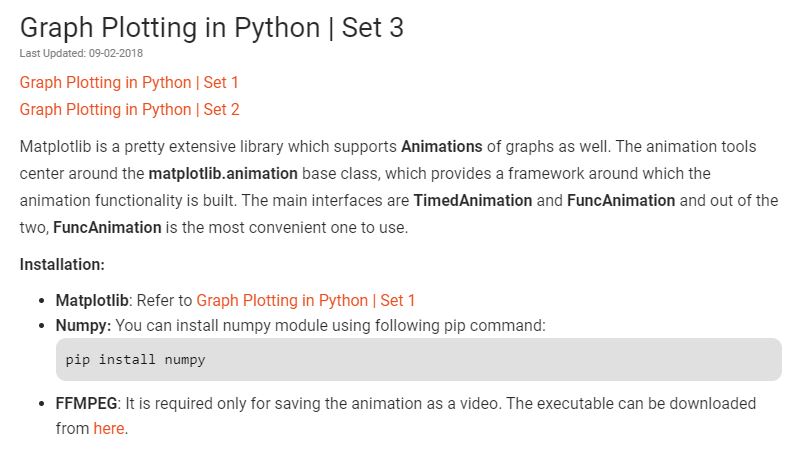 Graph Plotting in Python | Set 3
Last Updated: 09-02-2018
Graph Plotting in Python | Set 1
Graph Plotting in Python | Set 2
Matplotlib is a pretty extensive library which supports Animations of graphs as well. The animation tools
center around the matplotlib.animation base class, which provides a framework around which the
animation functionality is built. The main interfaces are TimedAnimation and FuncAnimation and out of the
two, FuncAnimation is the most convenient one to use.
Installation:
• Matplotlib: Refer to Graph Plotting in Python | Set 1
• Numpy: You can install numpy module using following pip command:
pip install numpy
• FFMPEG: It is required only for saving the animation as a video. The executable can be downloaded
from here.